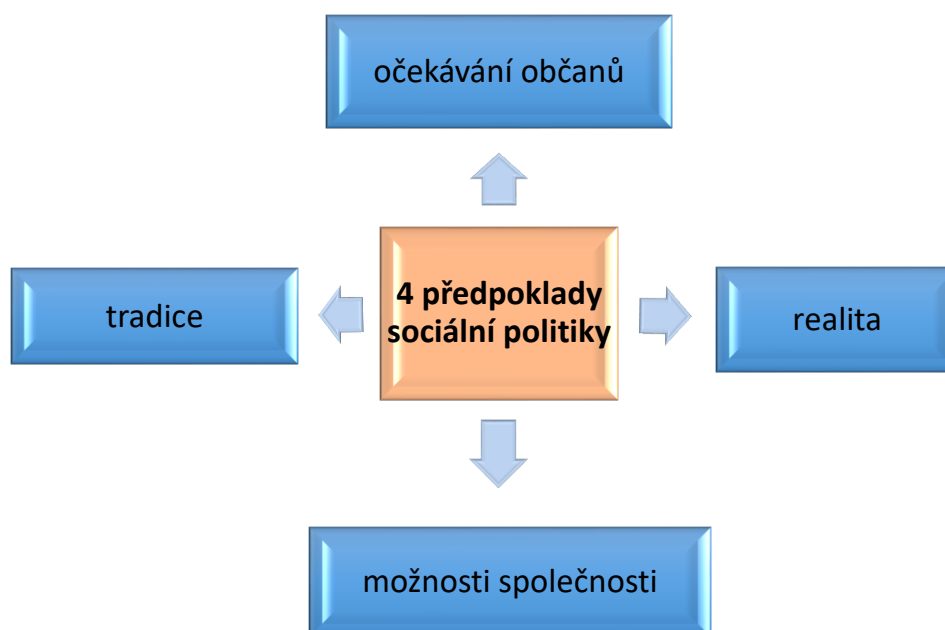 očekávání občanů
tradice
4 předpoklady
sociální politiky
realita
možnosti společnosti